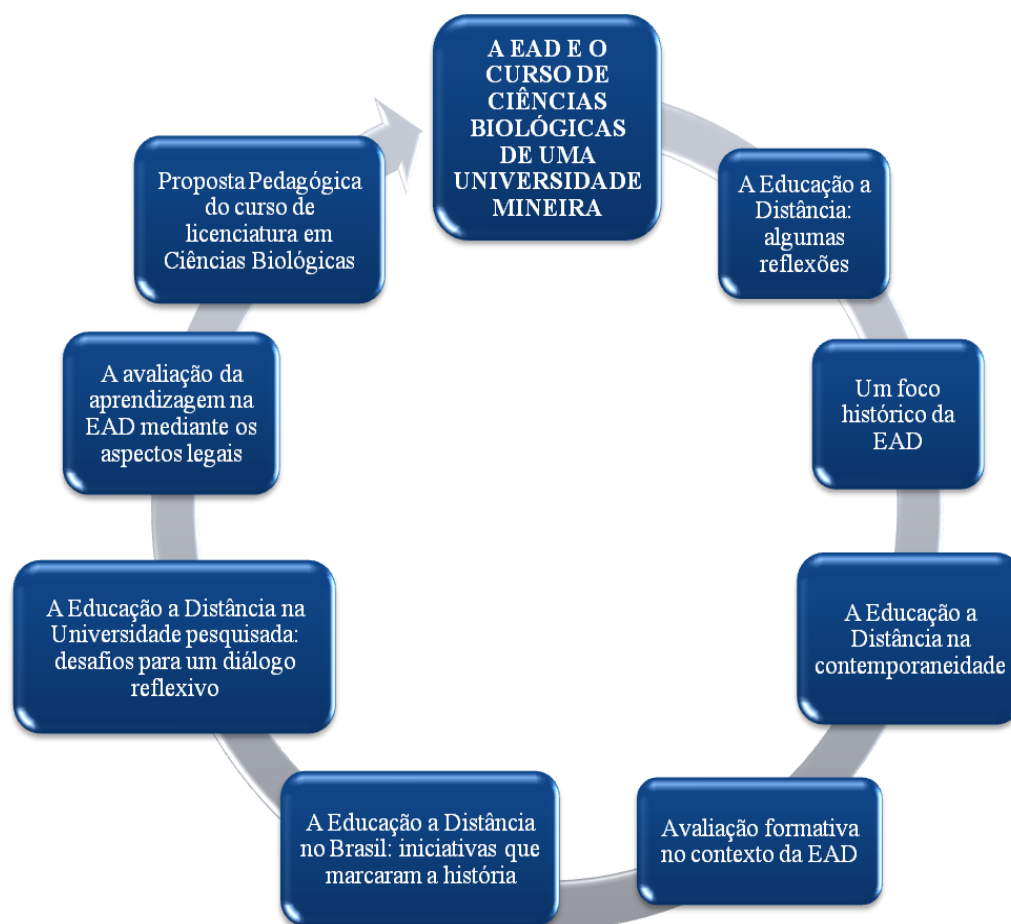 A EAD E O
CURSO DE
CIÊNCIAS
BIOLÓGICAS
DE UMA
UNIVERSIDADE
MINEIRA
A Educação a
Distância:
algumas
reflexões
Um foco
histórico da
EAD
A Educação a
Distância na
contemporaneidade
Avaliação formativa
no contexto da EAD
A Educação a Distância
no Brasil: iniciativas que
marcaram a história
A Educação a Distância na
Universidade pesquisada:
desafios para um diálogo
reflexivo
A avaliação da
aprendizagem na
EAD mediante os
aspectos legais
Proposta Pedagógica
do curso de
licenciatura em
Ciências Biológicas